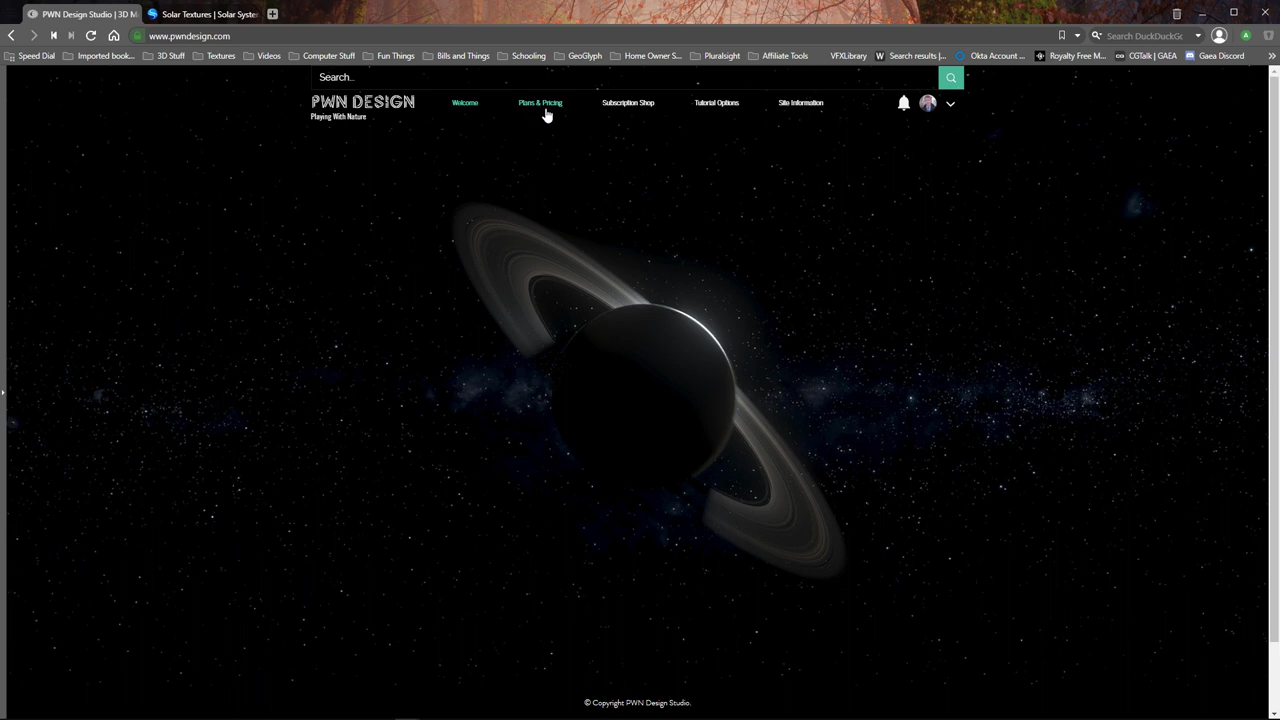 PWN Design Studio | 3D M
Solar Textures | Solar Syste
www.pwndesign.com
Search DuckDuckGo
Speed Dial
Imported book...
3D Stuff
Textures
Videos
Computer Stuff
Fun Things
Bills and Things
Schooling
GeoGlyph
Home Owner S...
Pluralsight
Affiliate Tools
VFXLibrary
W
Search results |...
Okta Account ...
Royalty Free M...
CGTalk | GAEA
Gaea Discord
Search...
PWN DESIGN
Playing With Nature
Welcome
Plans & Pricing
Subscription Shop
Tutorial Options
Site Information
© Copyright PWN Design Studio.